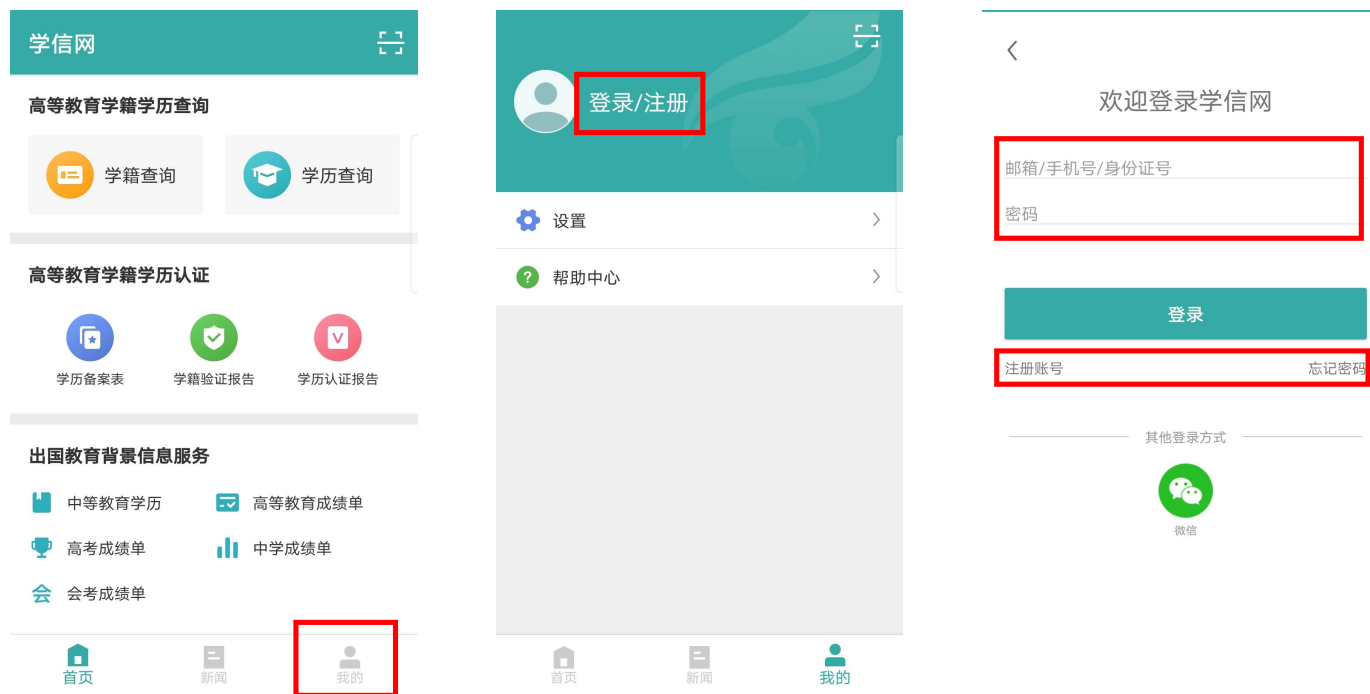 学信网
高等教育学籍学历查询
学籍查询 学历查询
高等教育学籍学历认证
学历备案表 学籍验证报告 学历认证报告
出国教育背景信息服务
中等教育学历 高等教育成绩单
高考成绩单 中学成绩单
会 会考成绩单
首页 新闻 我的
登录/注册
设置
? 帮助中心
首页 新闻 我的
欢迎登录学信网
邮箱/手机号/身份证号
密码
登录
注册账号 忘记密码
其他登录方式
微信